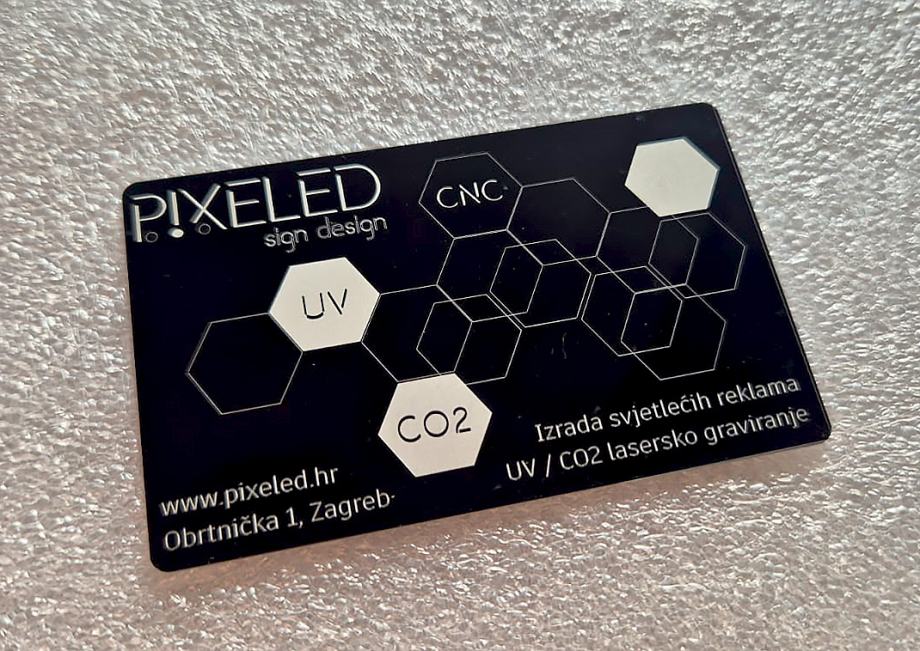 PIXELED
sign design
CNC
UV
CO2
Izrada svjetlećih reklama
UV / CO2 lasersko graviranje
www.pixeled.hr
Obrtnička 1, Zagreb